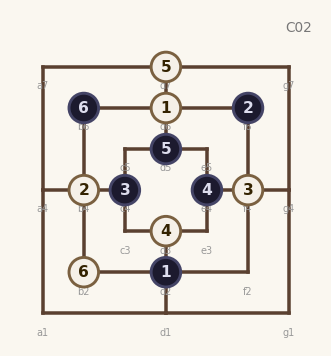 C02
5
a7 d7 g7
6 1 2
b6 d6 f6
5
c5 d5 e5
2 3 4 3
a4 b4 c4 e4 f4 g4
4
c3 d3 e3
6 1
b2 d2 f2
a1 d1 g1